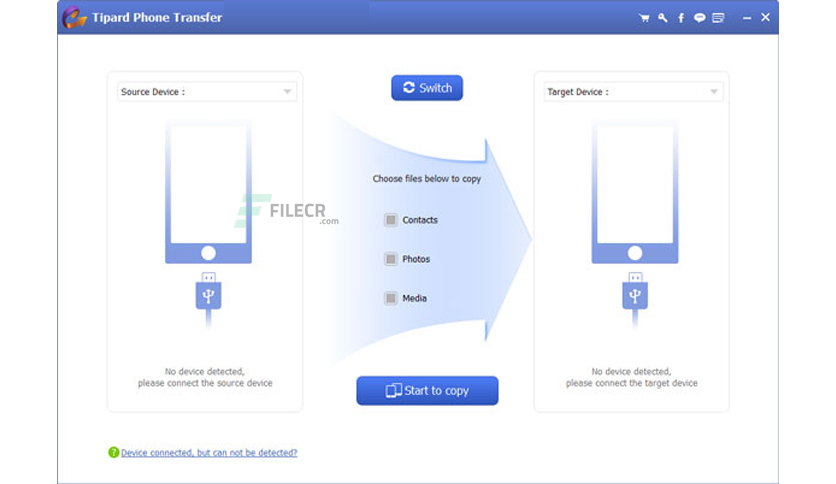 Tipard Phone Transfer
Source Device :
Switch
Target Device :
Choose files below to copy
FILECR
.com
Contacts
Photos
Media
No device detected,
please connect the source device
No device detected,
please connect the target device
Start to copy
? Device connected, but can not be detected?